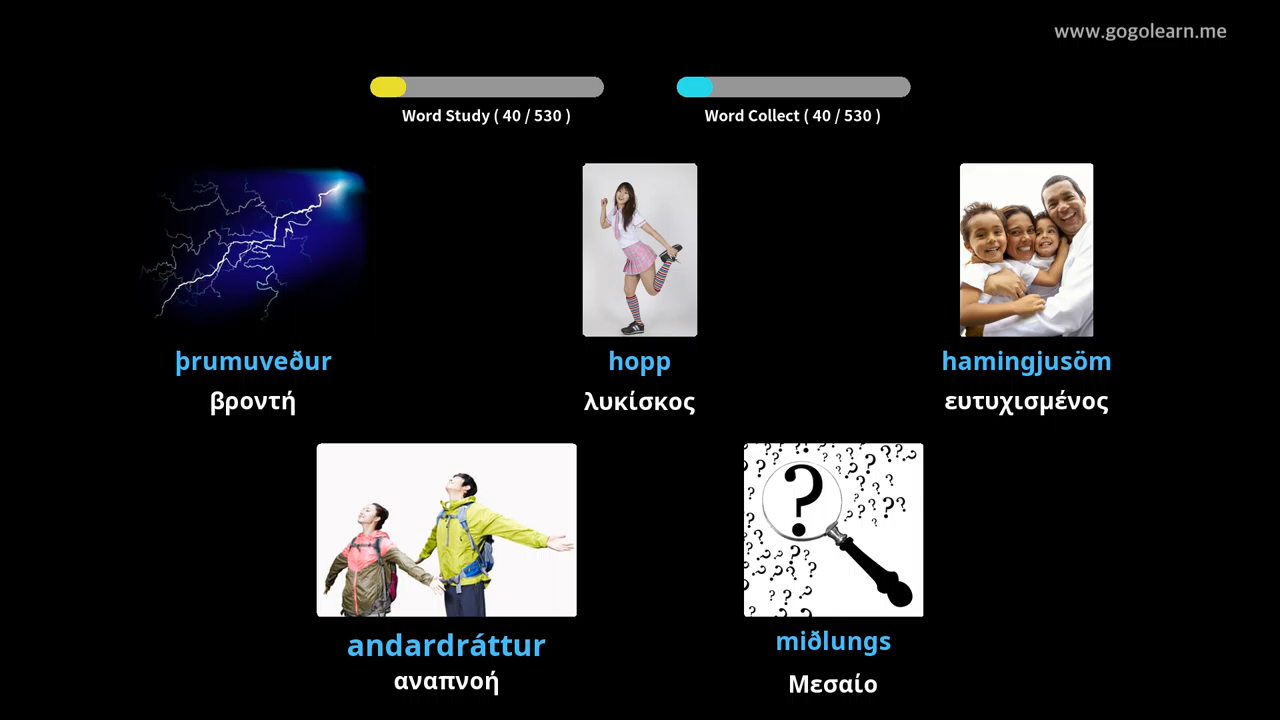 www.gogolearn.me
Word Study ( 40 / 530 )
Word Collect ( 40 / 530 )
þrumuveður
hopp
hamingjusöm
βροντή
λυκίσκος
ευτυχισμένος
andardráttur
miðlungs
αναπνοή
Μεσαίο